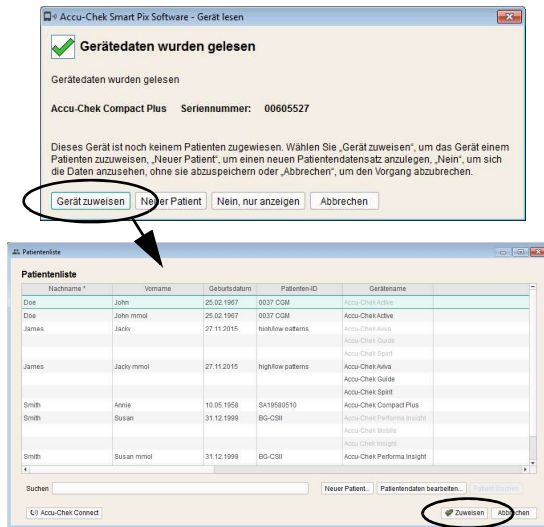 Accu-Chek Smart Pix Software - Gerät lesen
Gerätedaten wurden gelesen
Gerätedaten wurden gelesen
Accu-Chek Compact Plus Seriennummer: 00605527
Dieses Gerät ist noch keinem Patienten zugewiesen. Wählen Sie „Gerät zuweisen", um das Gerät einem
Patienten zuzuweisen, „Neuer Patient", um einen neuen Patientendatensatz anzulegen, „Nein", um sich
die Daten anzusehen, ohne sie abzuspeichern oder „Abbrechen", um den Vorgang abzubrechen.
Gerät zuweisen Neuer Patient Nein, nur anzeigen Abbrechen
Patientenliste
Patientenliste
Nachname * Vorname Geburtsdatum Patienten-ID Gerätename
Doe John 25.02.1967 0037 CGM Accu-Chek Active
Doe John mmol 25.02.1967 0037 CGM Accu-Chek Active
James Jacky 27.11.2015 high/low patterns Accu-Chek Aviva
Accu-Chek Guide
Accu-Chek Spirit
James Jacky mmol 27.11.2015 high/low patterns Accu-Chek Aviva
Accu-Chek Guide
Accu-Chek Spirit
Smith Annie 10.05.1958 SA19580510 Accu-Chek Compact Plus
Smith Susan 31.12.1999 BG-CSII Accu-Chek Performa Insight
Accu-Chek Mobile
Accu-Chek Insight
Smith Susan mmol 31.12.1999 BG-CSII Accu-Chek Performa Insight
Suchen Neuer Patient... Patientendaten bearbeiten... Patient löschen
Accu-Chek Connect Zuweisen Abbrechen